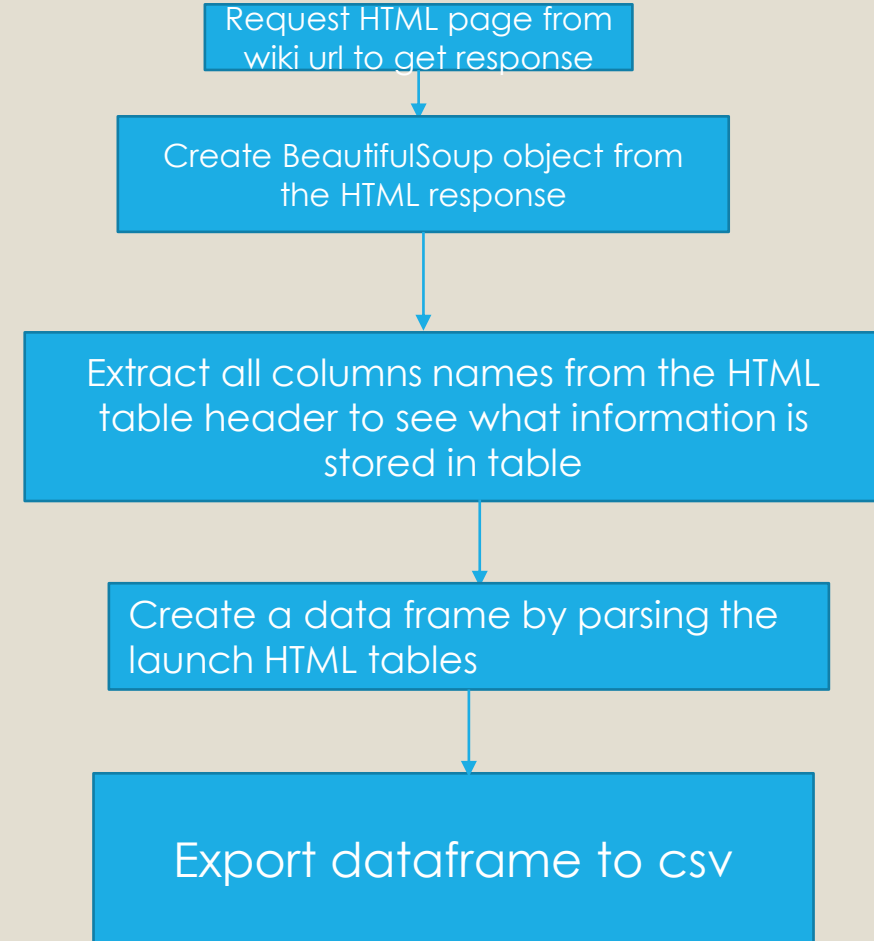 Request HTML page from
wiki url to get response
Create BeautifulSoup object from
the HTML response
Extract all columns names from the HTML
table header to see what information is
stored in table
Create a data frame by parsing the
launch HTML tables
Export dataframe to csv